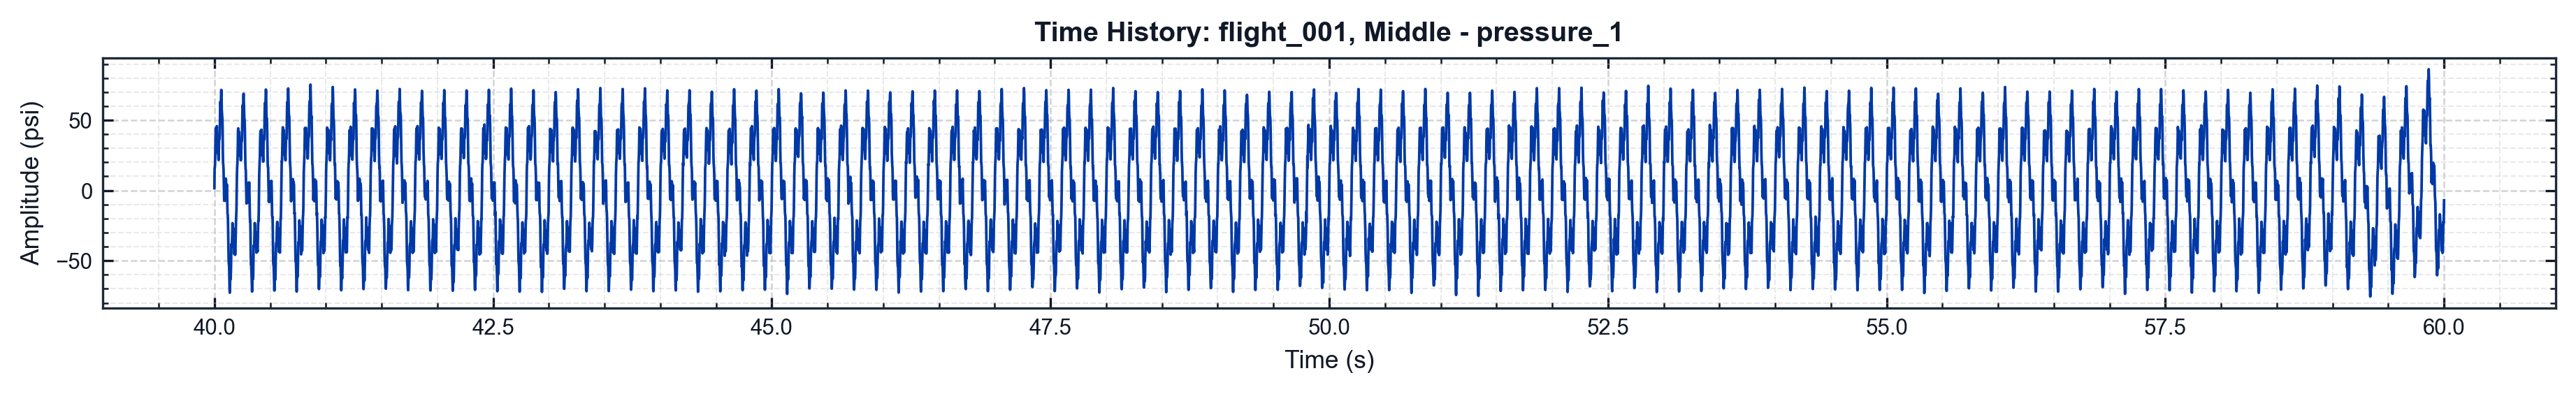 Time History: flight_001, Middle - pressure_1
Amplitude (psi)
50
0
−50
40.0 42.5 45.0 47.5 50.0 52.5 55.0 57.5 60.0
Time (s)